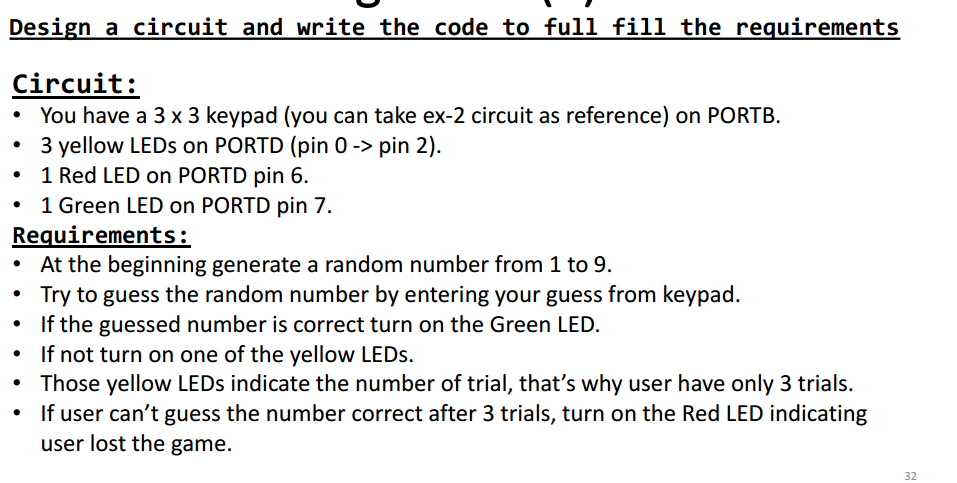 Design a circuit and write the code to full fill the requirements
Circuit:
• You have a 3 x 3 keypad (you can take ex-2 circuit as reference) on PORTB.
• 3 yellow LEDs on PORTD (pin 0 -> pin 2).
• 1 Red LED on PORTD pin 6.
• 1 Green LED on PORTD pin 7.
Requirements:
• At the beginning generate a random number from 1 to 9.
• Try to guess the random number by entering your guess from keypad.
• If the guessed number is correct turn on the Green LED.
• If not turn on one of the yellow LEDs.
• Those yellow LEDs indicate the number of trial, that’s why user have only 3 trials.
• If user can’t guess the number correct after 3 trials, turn on the Red LED indicating
user lost the game.
32